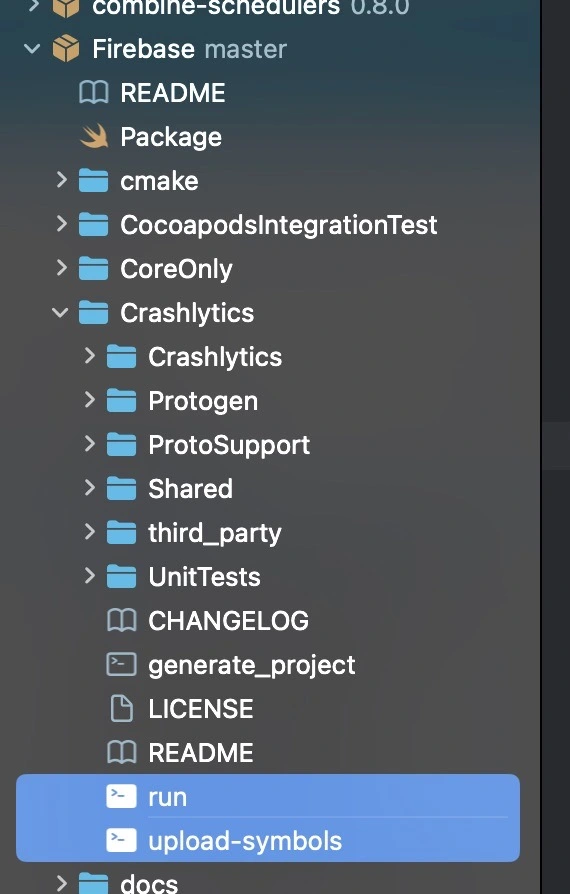 combine-schedulers 0.8.0
Firebase master
README
Package
cmake
CocoapodsIntegrationTest
CoreOnly
Crashlytics
Crashlytics
Protogen
ProtoSupport
Shared
third_party
UnitTests
CHANGELOG
generate_project
LICENSE
README
run
upload-symbols
docs